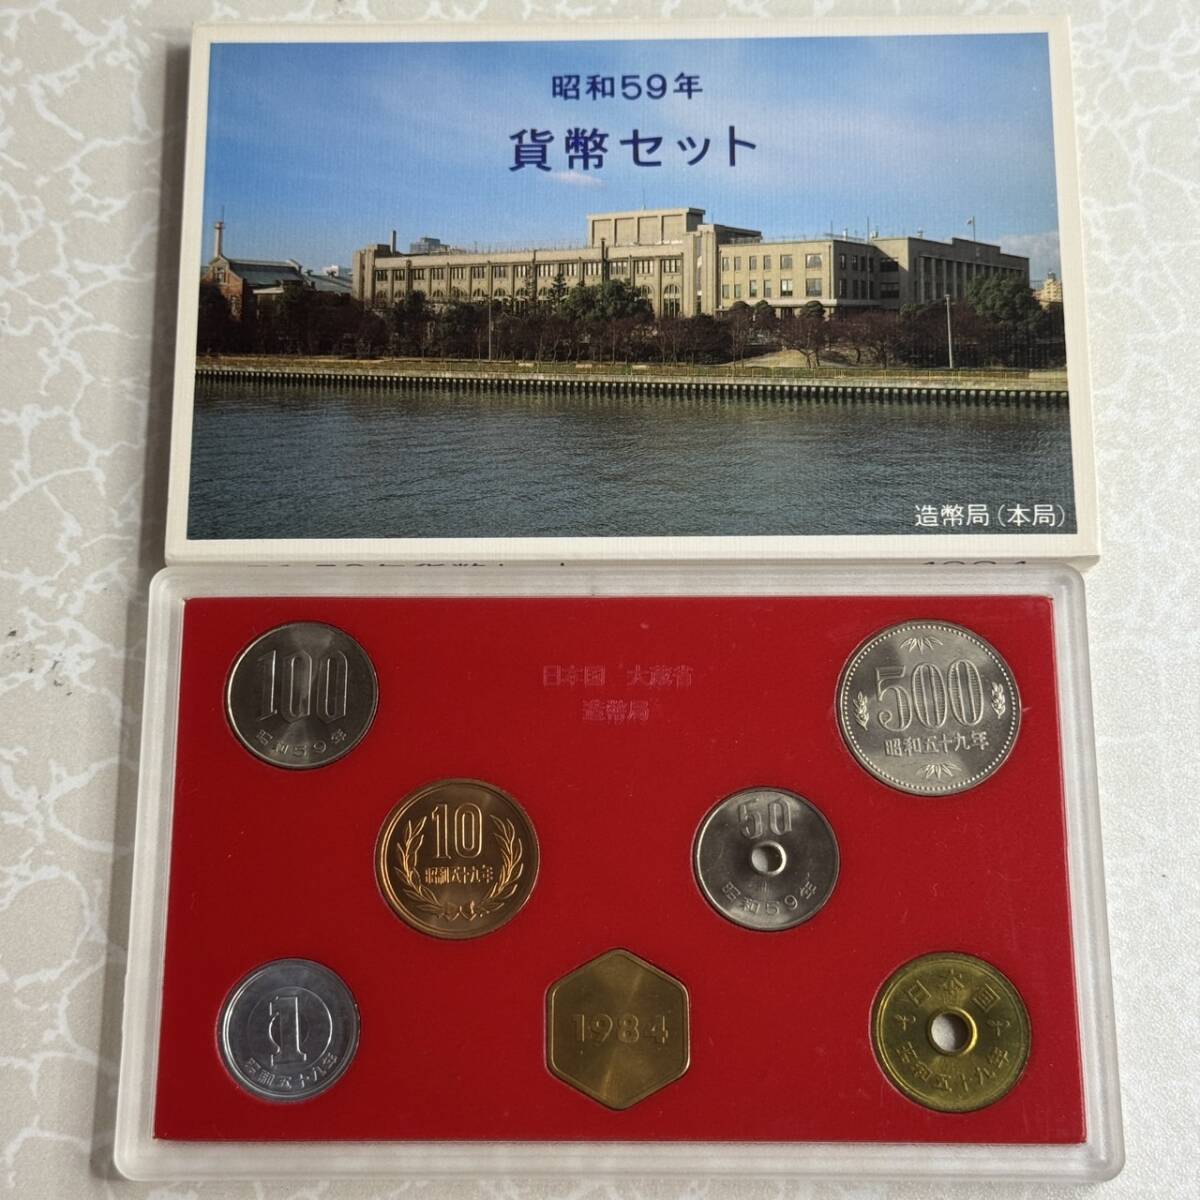 昭和59年
貨幣セット
造幣局(本局)
日本国 大蔵省
造幣局
100
昭和59年
500
昭和五十九年
10
昭和五十九年
50
昭和59年
1
昭和五十九年
1984
日本国
昭和五十九年